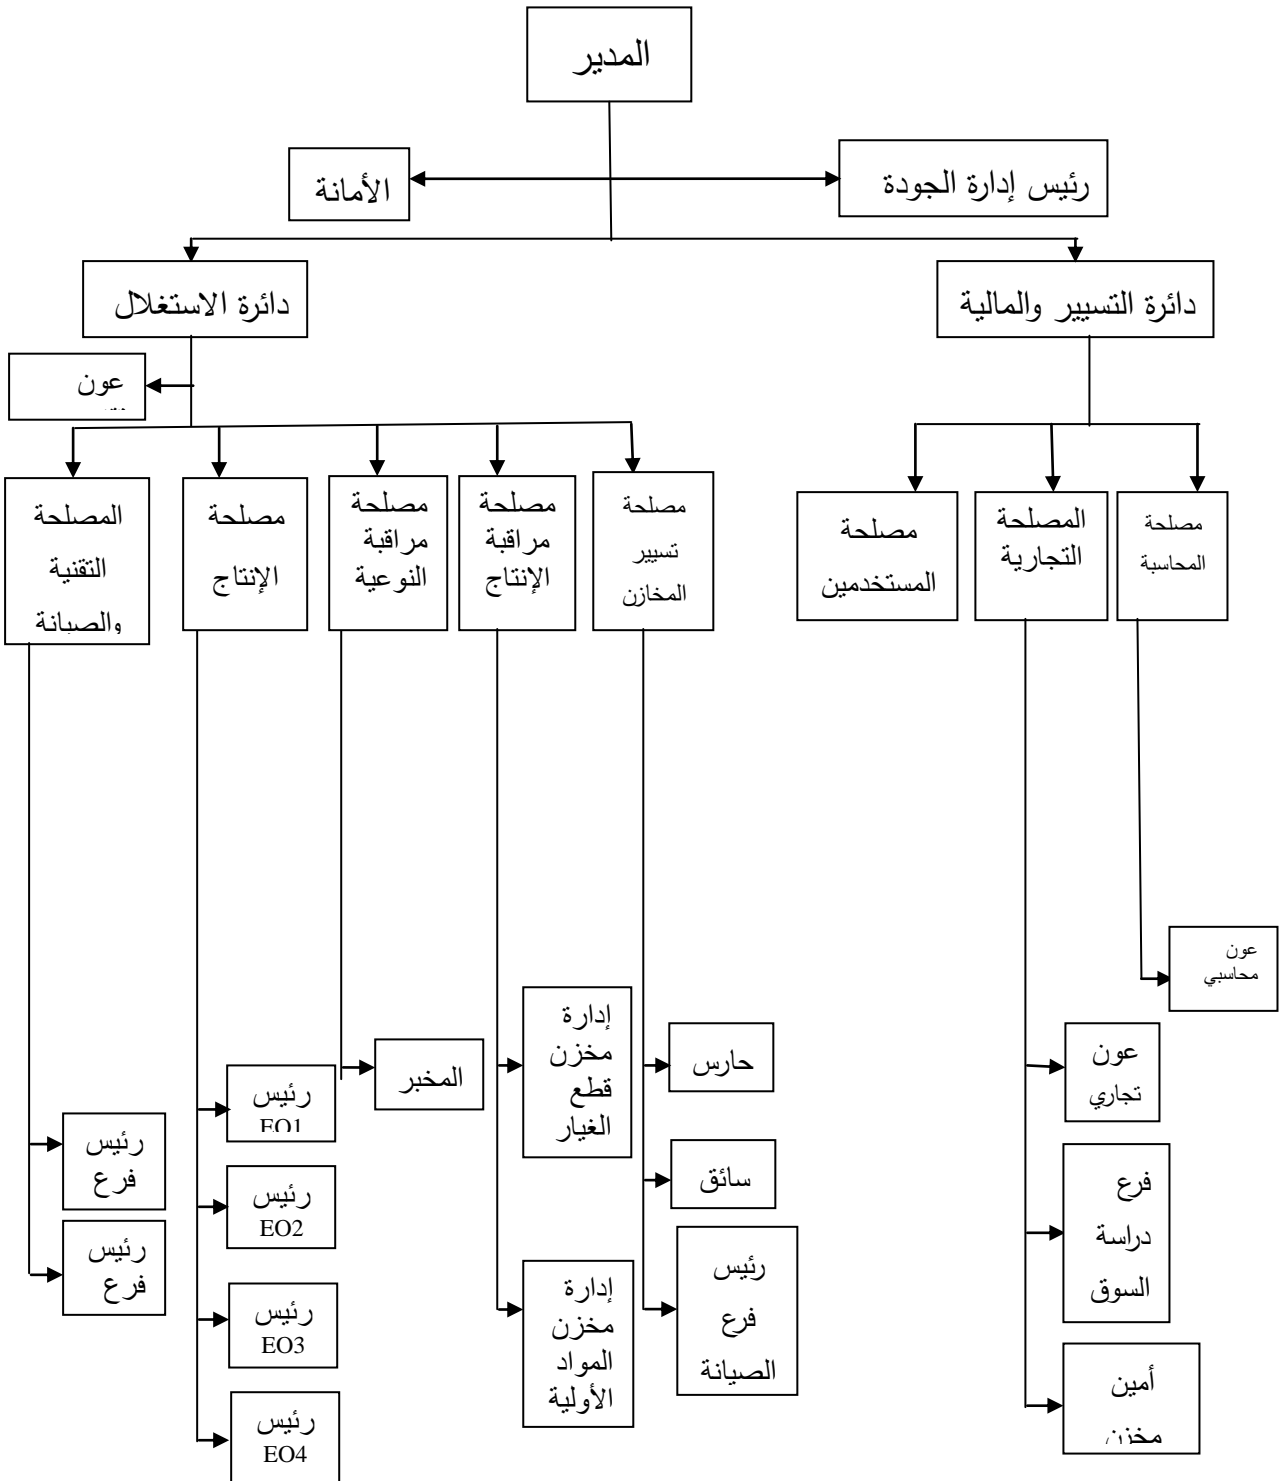 المدير
رئيس إدارة الجودة
الأمانة
دائرة التسيير والمالية
دائرة الاستغلال
عون
مصلحة
المحاسبة
المصلحة
التجارية
مصلحة
المستخدمين
مصلحة
تسيير
المخازن
مصلحة
مراقبة
الإنتاج
مصلحة
مراقبة
النوعية
مصلحة
الإنتاج
المصلحة
التقنية
والصيانة
عون
محاسبي
عون
تجاري
فرع
دراسة
السوق
أمين
مخزن
حارس
سائق
رئيس
فرع
الصيانة
إدارة
مخزن
قطع
الغيار
إدارة
مخزن
المواد
الأولية
المخبر
رئيس
EO1
رئيس
EO2
رئيس
EO3
رئيس
EO4
رئيس
فرع
رئيس
فرع